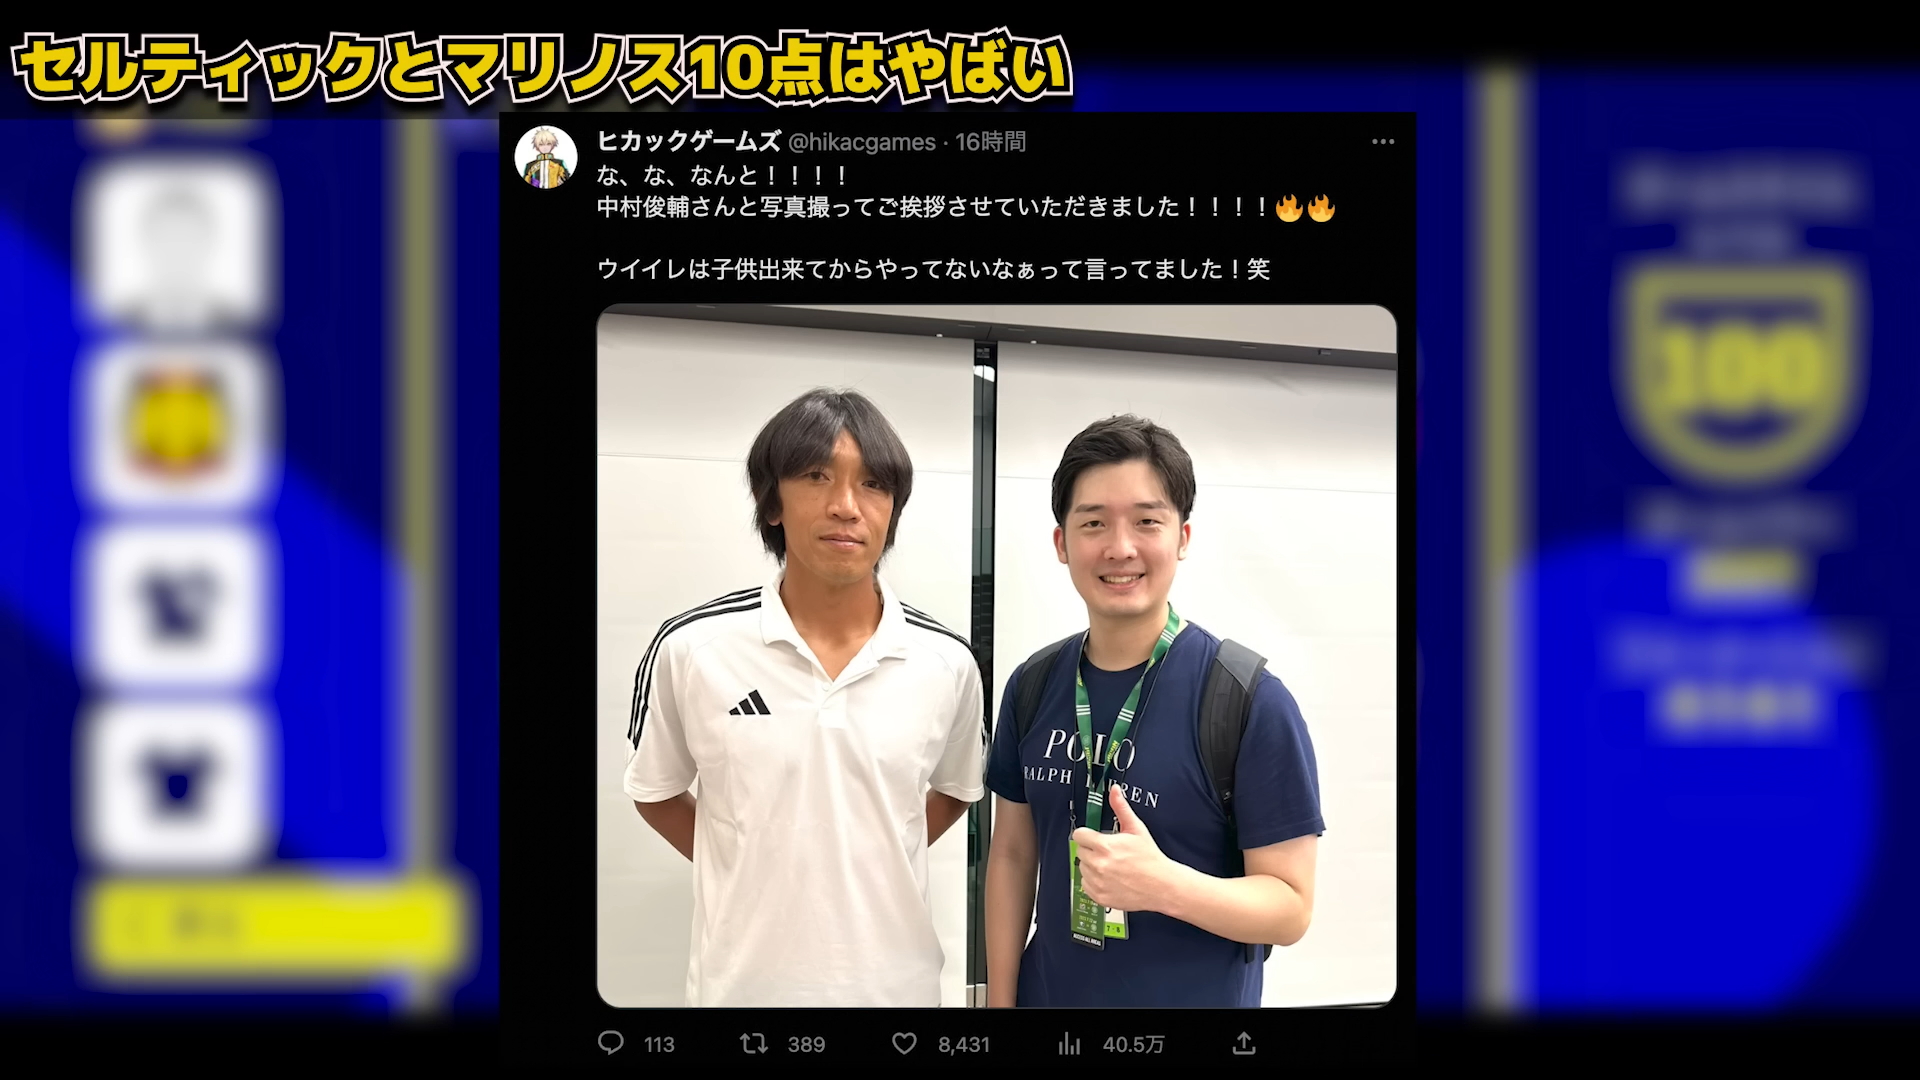 セルティックとマリノス10点はやばい
ヒカックゲームズ @hikacgames · 16時間
な、な、なんと！！！！
中村俊輔さんと写真撮ってご挨拶させていただきました！！！！🔥🔥
ウイイレは子供出来てからやってないなぁって言ってました！笑
POLO
RALPH LAUREN
100
113 389 8,431 40.5万